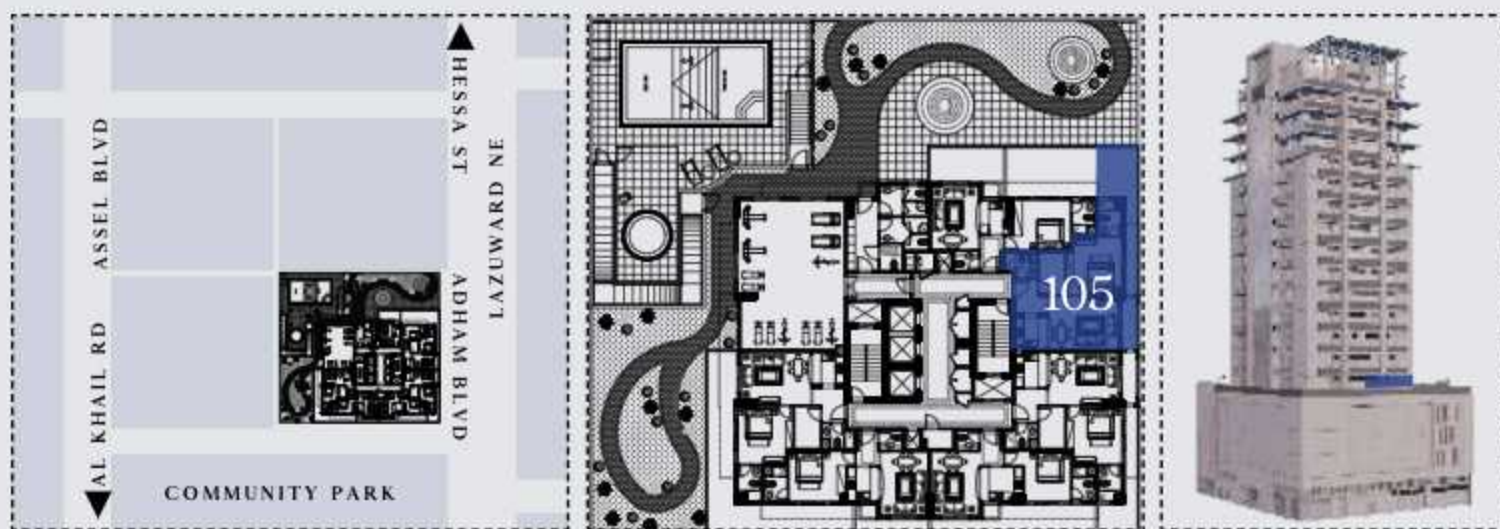 ASSEL BLVD
AL KHAIL RD
HESSA ST
LAZUWARD NE
ADHAM BLVD
COMMUNITY PARK
105